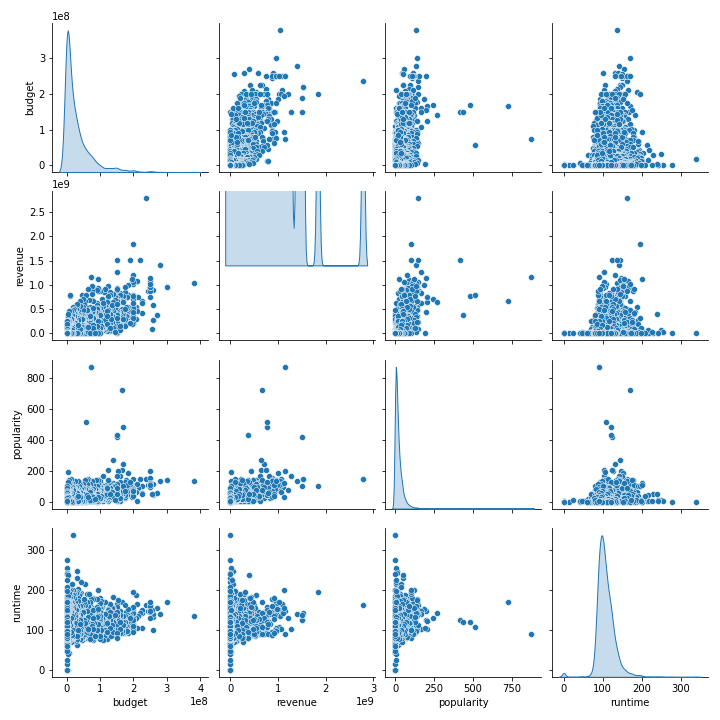 1e8
budget
3
2
1
0
1e9
revenue
2.5
2.0
1.5
1.0
0.5
0.0
popularity
800
600
400
200
0
runtime
300
200
100
0
0 1 2 3 4
1e8
budget
0 1 2 3
1e9
revenue
0 250 500 750
popularity
0 100 200 300
runtime